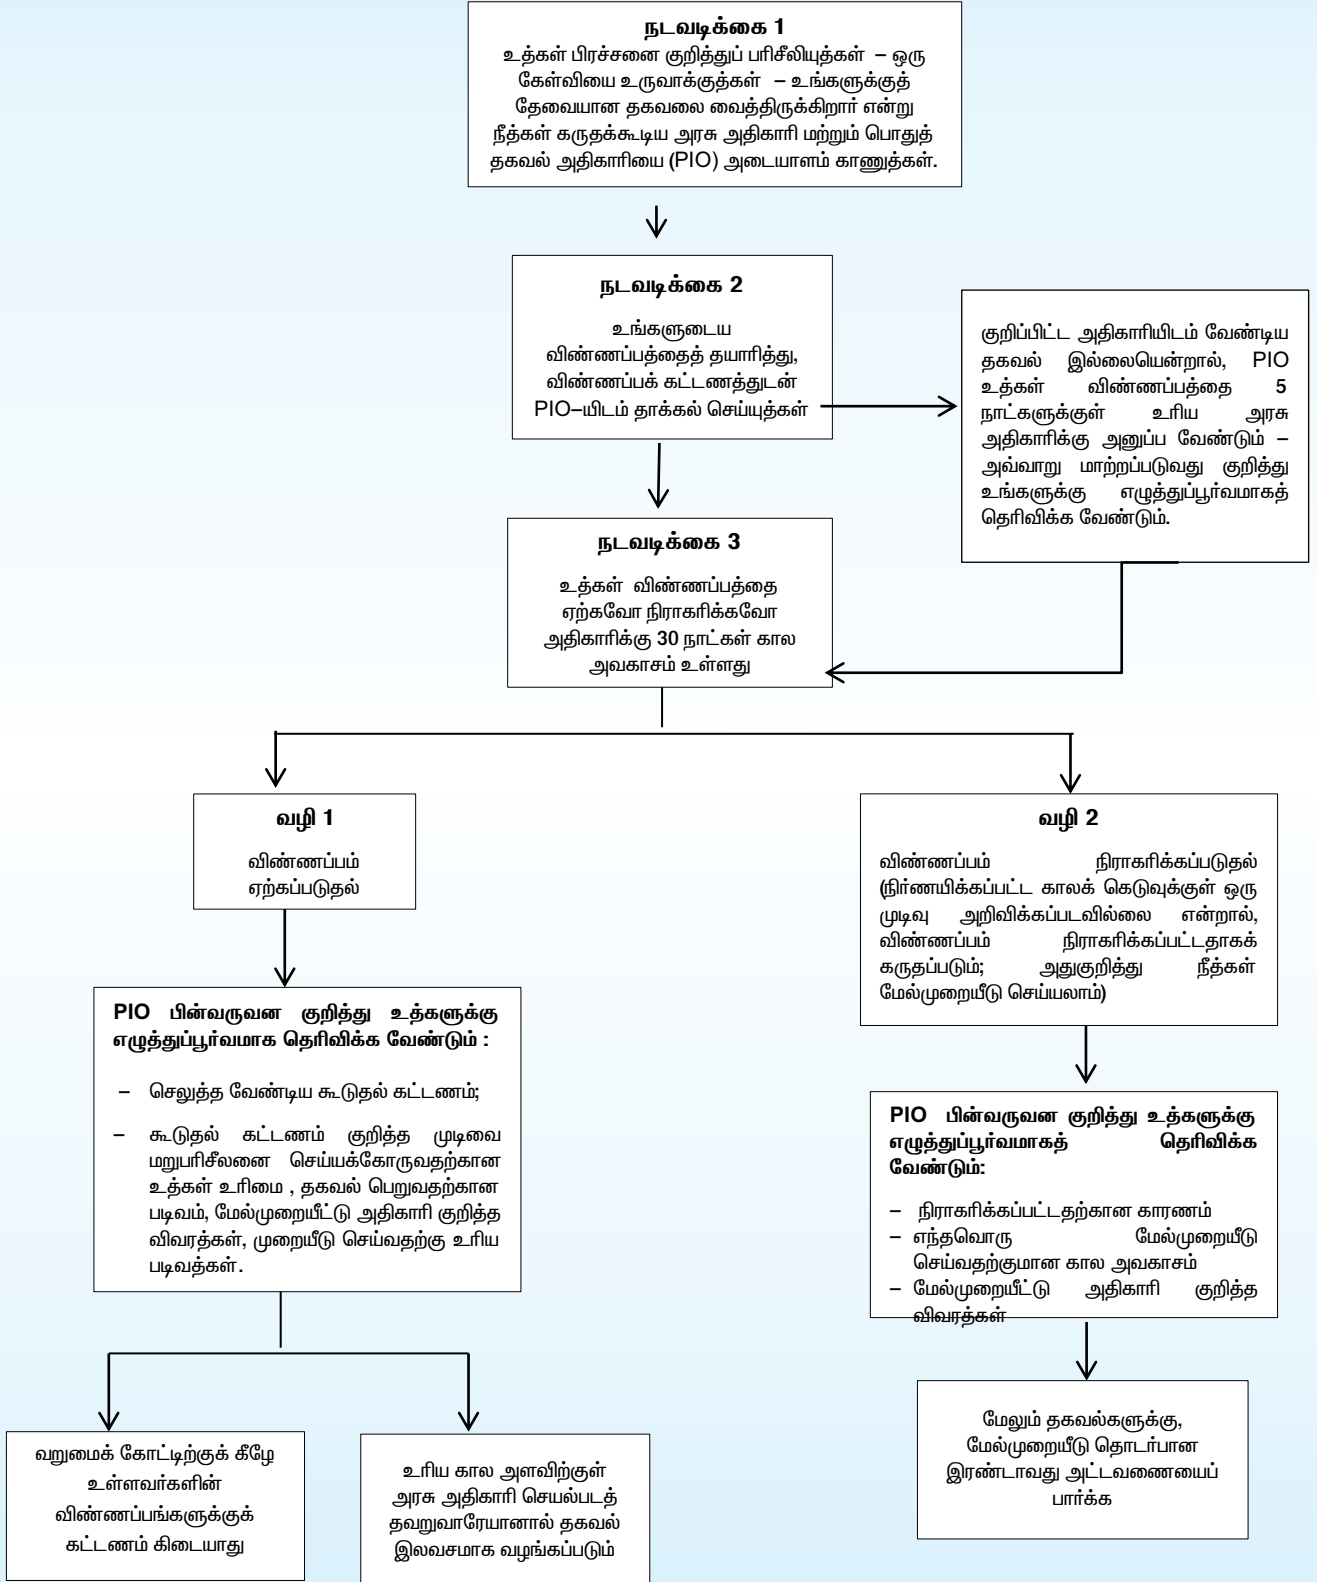 நடவடிக்கை 1
உத்கள் பிரச்சனை குறித்துப் பரிசீலியுத்கள் – ஒரு
கேள்வியை உருவாக்குத்கள் – உங்களுக்குத்
தேவையான தகவலை வைத்திருக்கிறார் என்று
நீத்கள் கருதக்கூடிய அரசு அதிகாரி மற்றும் பொதுத்
தகவல் அதிகாரியை (PIO) அடையாளம் காணுத்கள்.
நடவடிக்கை 2
உங்களுடைய
விண்ணப்பத்தைத் தயாரித்து,
விண்ணப்பக் கட்டணத்துடன்
PIO–யிடம் தாக்கல் செய்யுத்கள்
குறிப்பிட்ட அதிகாரியிடம் வேண்டிய
தகவல் இல்லையென்றால், PIO
உத்கள் விண்ணப்பத்தை 5
நாட்களுக்குள் உரிய அரசு
அதிகாரிக்கு அனுப்ப வேண்டும் –
அவ்வாறு மாற்றப்படுவது குறித்து
உங்களுக்கு எழுத்துப்பூர்வமாகத்
தெரிவிக்க வேண்டும்.
நடவடிக்கை 3
உத்கள் விண்ணப்பத்தை
ஏற்கவோ நிராகரிக்கவோ
அதிகாரிக்கு 30 நாட்கள் கால
அவகாசம் உள்ளது
வழி 1
விண்ணப்பம்
ஏற்கப்படுதல்
வழி 2
விண்ணப்பம் நிராகரிக்கப்படுதல்
(நிர்ணயிக்கப்பட்ட காலக் கெடுவுக்குள் ஒரு
முடிவு அறிவிக்கப்படவில்லை என்றால்,
விண்ணப்பம் நிராகரிக்கப்பட்டதாகக்
கருதப்படும்; அதுகுறித்து நீத்கள்
மேல்முறையீடு செய்யலாம்)
PIO பின்வருவன குறித்து உத்களுக்கு
எழுத்துப்பூர்வமாக தெரிவிக்க வேண்டும் :
– செலுத்த வேண்டிய கூடுதல் கட்டணம்;
– கூடுதல் கட்டணம் குறித்த முடிவை
மறுபரிசீலனை செய்யக்கோருவதற்கான
உத்கள் உரிமை , தகவல் பெறுவதற்கான
படிவம், மேல்முறையீட்டு அதிகாரி குறித்த
விவரத்கள், முறையீடு செய்வதற்கு உரிய
படிவத்கள்.
PIO பின்வருவன குறித்து உத்களுக்கு
எழுத்துப்பூர்வமாகத் தெரிவிக்க
வேண்டும்:
– நிராகரிக்கப்பட்டதற்கான காரணம்
– எந்தவொரு மேல்முறையீடு
செய்வதற்குமான கால அவகாசம்
– மேல்முறையீட்டு அதிகாரி குறித்த
விவரத்கள்
வறுமைக் கோட்டிற்குக் கீழே
உள்ளவர்களின்
விண்ணப்பங்களுக்குக்
கட்டணம் கிடையாது
உரிய கால அளவிற்குள்
அரசு அதிகாரி செயல்படத்
தவறுவாரேயானால் தகவல்
இலவசமாக வழங்கப்படும்
மேலும் தகவல்களுக்கு,
மேல்முறையீடு தொடர்பான
இரண்டாவது அட்டவணையைப்
பார்க்க